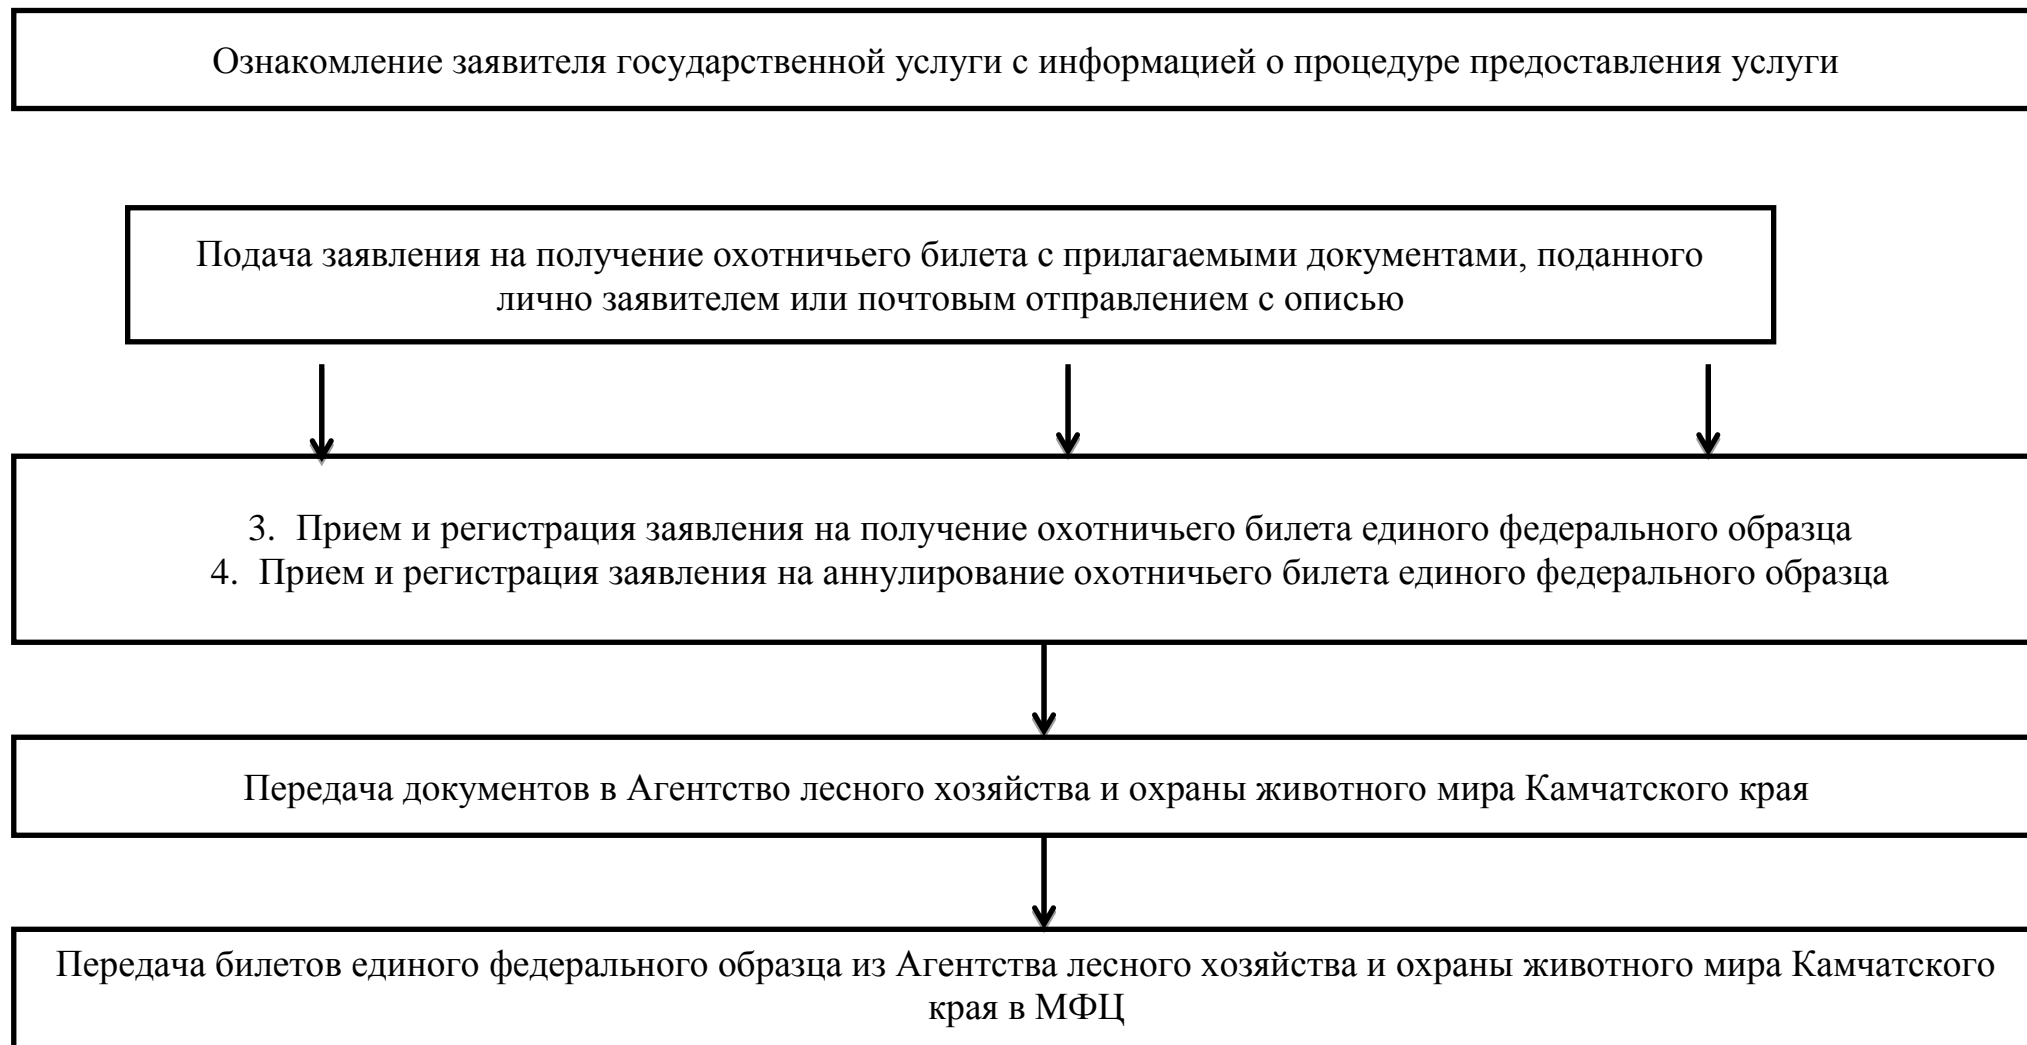 Ознакомление заявителя государственной услуги с информацией о процедуре предоставления услуги
Подача заявления на получение охотничьего билета с прилагаемыми документами, поданного
лично заявителем или почтовым отправлением с описью
3. Прием и регистрация заявления на получение охотничьего билета единого федерального образца
4. Прием и регистрация заявления на аннулирование охотничьего билета единого федерального образца
Передача документов в Агентство лесного хозяйства и охраны животного мира Камчатского края
Передача билетов единого федерального образца из Агентства лесного хозяйства и охраны животного мира Камчатского
края в МФЦ